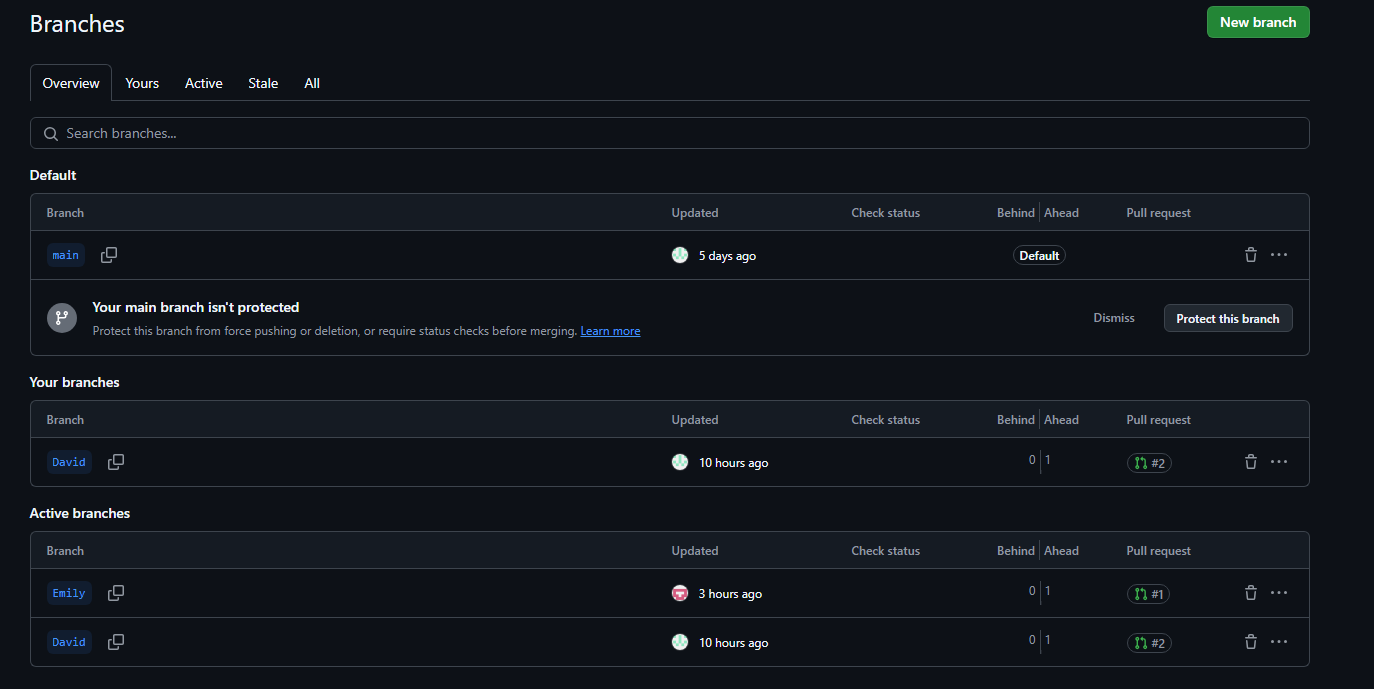 Branches
New branch
Overview Yours Active Stale All
Search branches...
Default
Branch Updated Check status Behind Ahead Pull request
main 5 days ago Default
Your main branch isn't protected
Protect this branch from force pushing or deletion, or require status checks before merging. Learn more
Dismiss Protect this branch
Your branches
Branch Updated Check status Behind Ahead Pull request
David 10 hours ago 0 1 #2
Active branches
Branch Updated Check status Behind Ahead Pull request
Emily 3 hours ago 0 1 #1
David 10 hours ago 0 1 #2